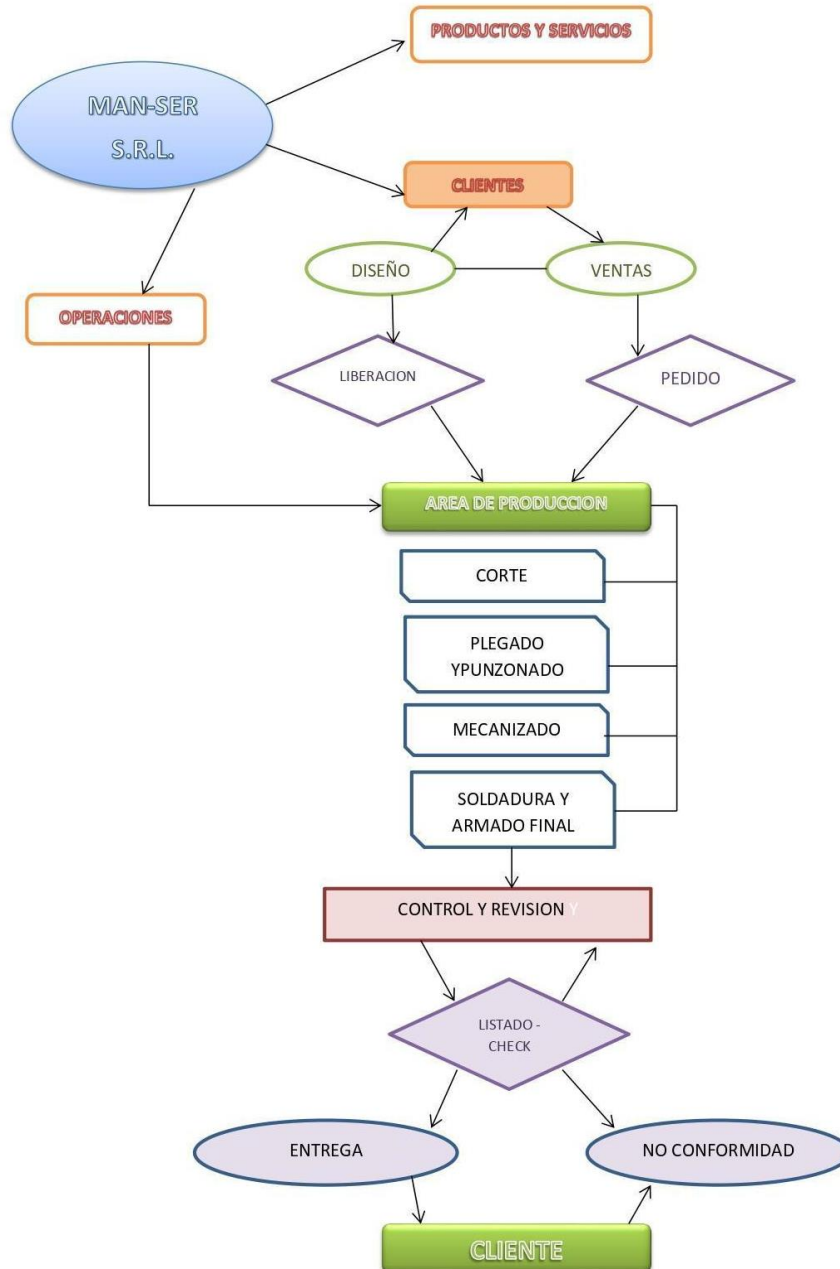 PRODUCTOS Y SERVICIOS
MAN-SER
S.R.L.
CLIENTES
DISEÑO
VENTAS
OPERACIONES
LIBERACION
PEDIDO
AREA DE PRODUCCION
CORTE
PLEGADO
YPUNZONADO
MECANIZADO
SOLDADURA Y
ARMADO FINAL
CONTROL Y REVISION Y
LISTADO -
CHECK
ENTREGA
NO CONFORMIDAD
CLIENTE